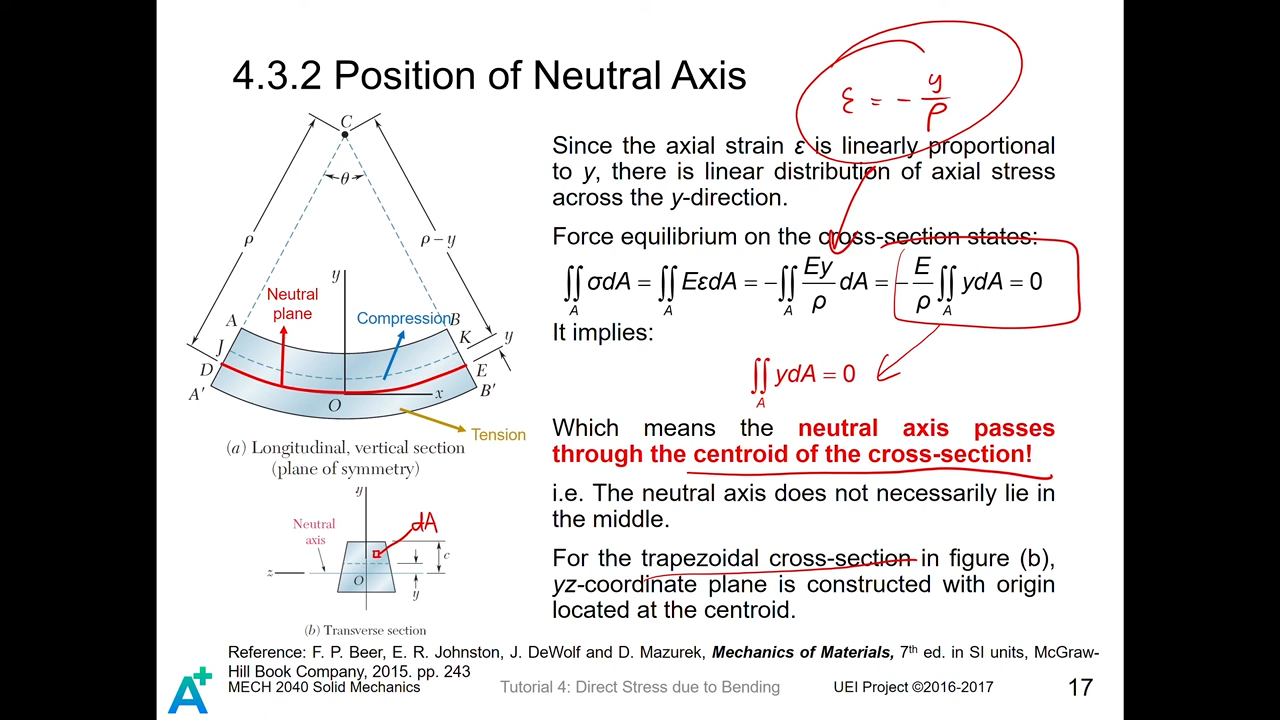 4.3.2 Position of Neutral Axis
ε = - y/ρ
C
θ
ρ
ρ – y
y
Neutral
plane
Compression
A
B
J
K
y
D
E
A'
B'
O
x
Tension
(a) Longitudinal, vertical section
(plane of symmetry)
y
dA
Neutral
axis
c
z
O
y
(b) Transverse section
Since the axial strain ε is linearly proportional
to y, there is linear distribution of axial stress
across the y-direction.
Force equilibrium on the cross-section states:
∬_A σdA = ∬_A EεdA = -∬_A Ey/ρ dA = -E/ρ ∬_A ydA = 0
It implies:
∬_A ydA = 0
Which means the neutral axis passes
through the centroid of the cross-section!
i.e. The neutral axis does not necessarily lie in
the middle.
For the trapezoidal cross-section in figure (b),
yz-coordinate plane is constructed with origin
located at the centroid.
Reference: F. P. Beer, E. R. Johnston, J. DeWolf and D. Mazurek, Mechanics of Materials, 7th ed. in SI units, McGraw-
Hill Book Company, 2015. pp. 243
A+
MECH 2040 Solid Mechanics
Tutorial 4: Direct Stress due to Bending
UEI Project ©2016-2017
17